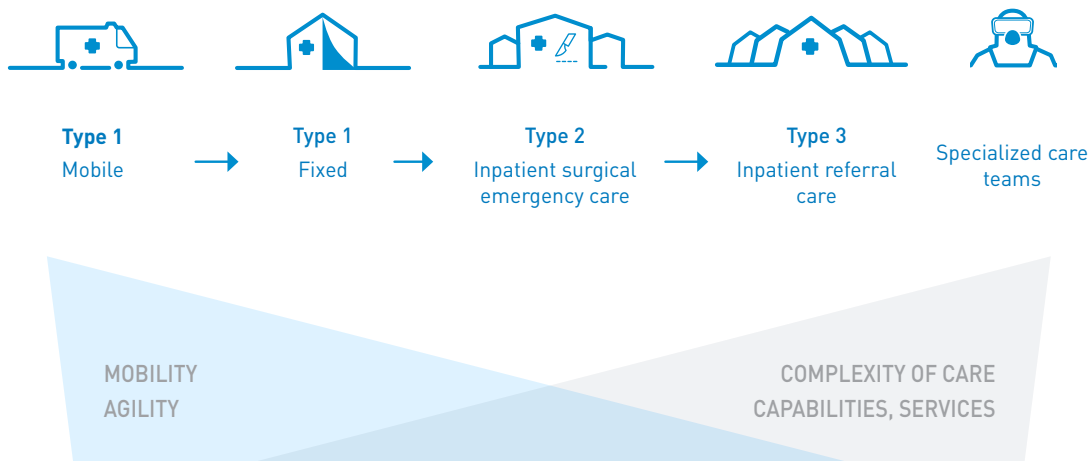 Type 1
Mobile
Type 1
Fixed
Type 2
Inpatient surgical
emergency care
Type 3
Inpatient referral
care
Specialized care
teams
MOBILITY
AGILITY
COMPLEXITY OF CARE
CAPABILITIES, SERVICES